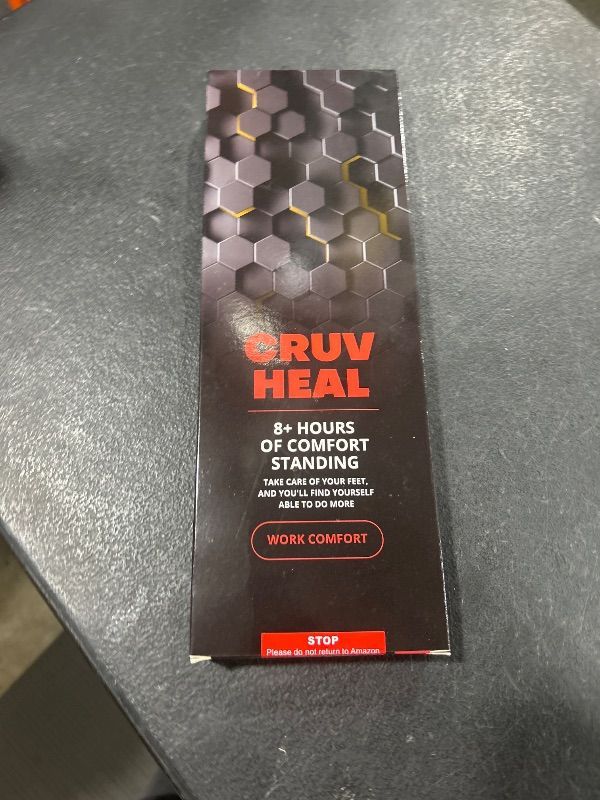 CRUV
HEAL
8+ HOURS
OF COMFORT
STANDING
TAKE CARE OF YOUR FEET,
AND YOU'LL FIND YOURSELF
ABLE TO DO MORE
WORK COMFORT
STOP
Please do not return to Amazon